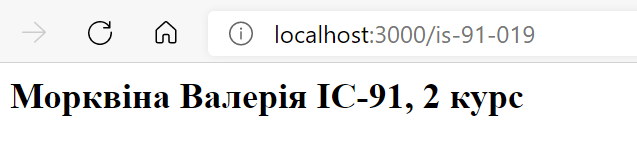 localhost:3000/is-91-019
Морквіна Валерія ІС-91, 2 курс